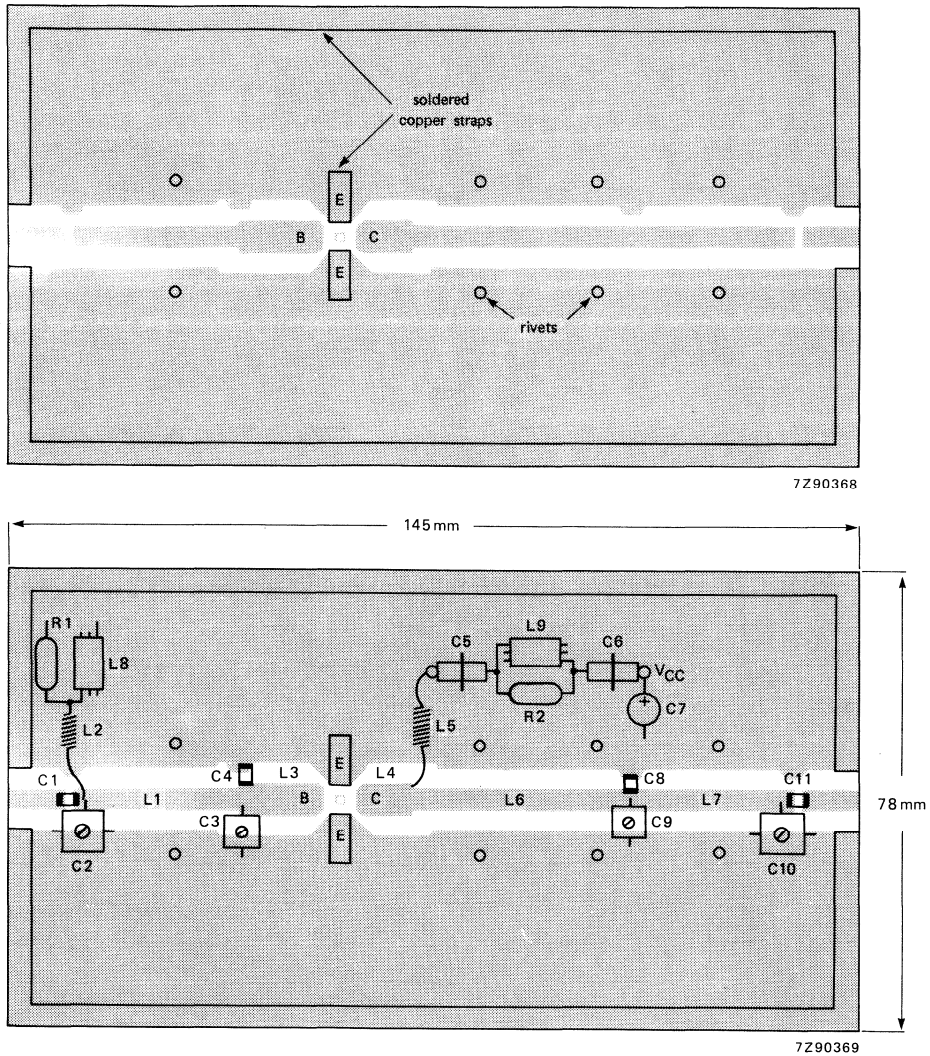 soldered
copper straps
E
B C
E
rivets
7Z90368
145 mm
R1 L8 L2
C5 L9 C6 VCC
R2 C7
L5
E
C1 C4 L3 L4 C8 C11
L1 B C L6 L7
78 mm
C3 C9
E
C2 C10
7Z90369